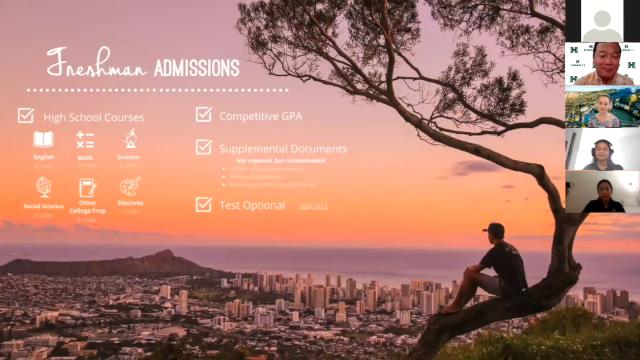 Freshman ADMISSIONS
High School Courses
English
Math
Science
Social Science
Other
College Prep
Electives
Competitive GPA
Supplemental Documents
Not required, but recommended
Test Optional